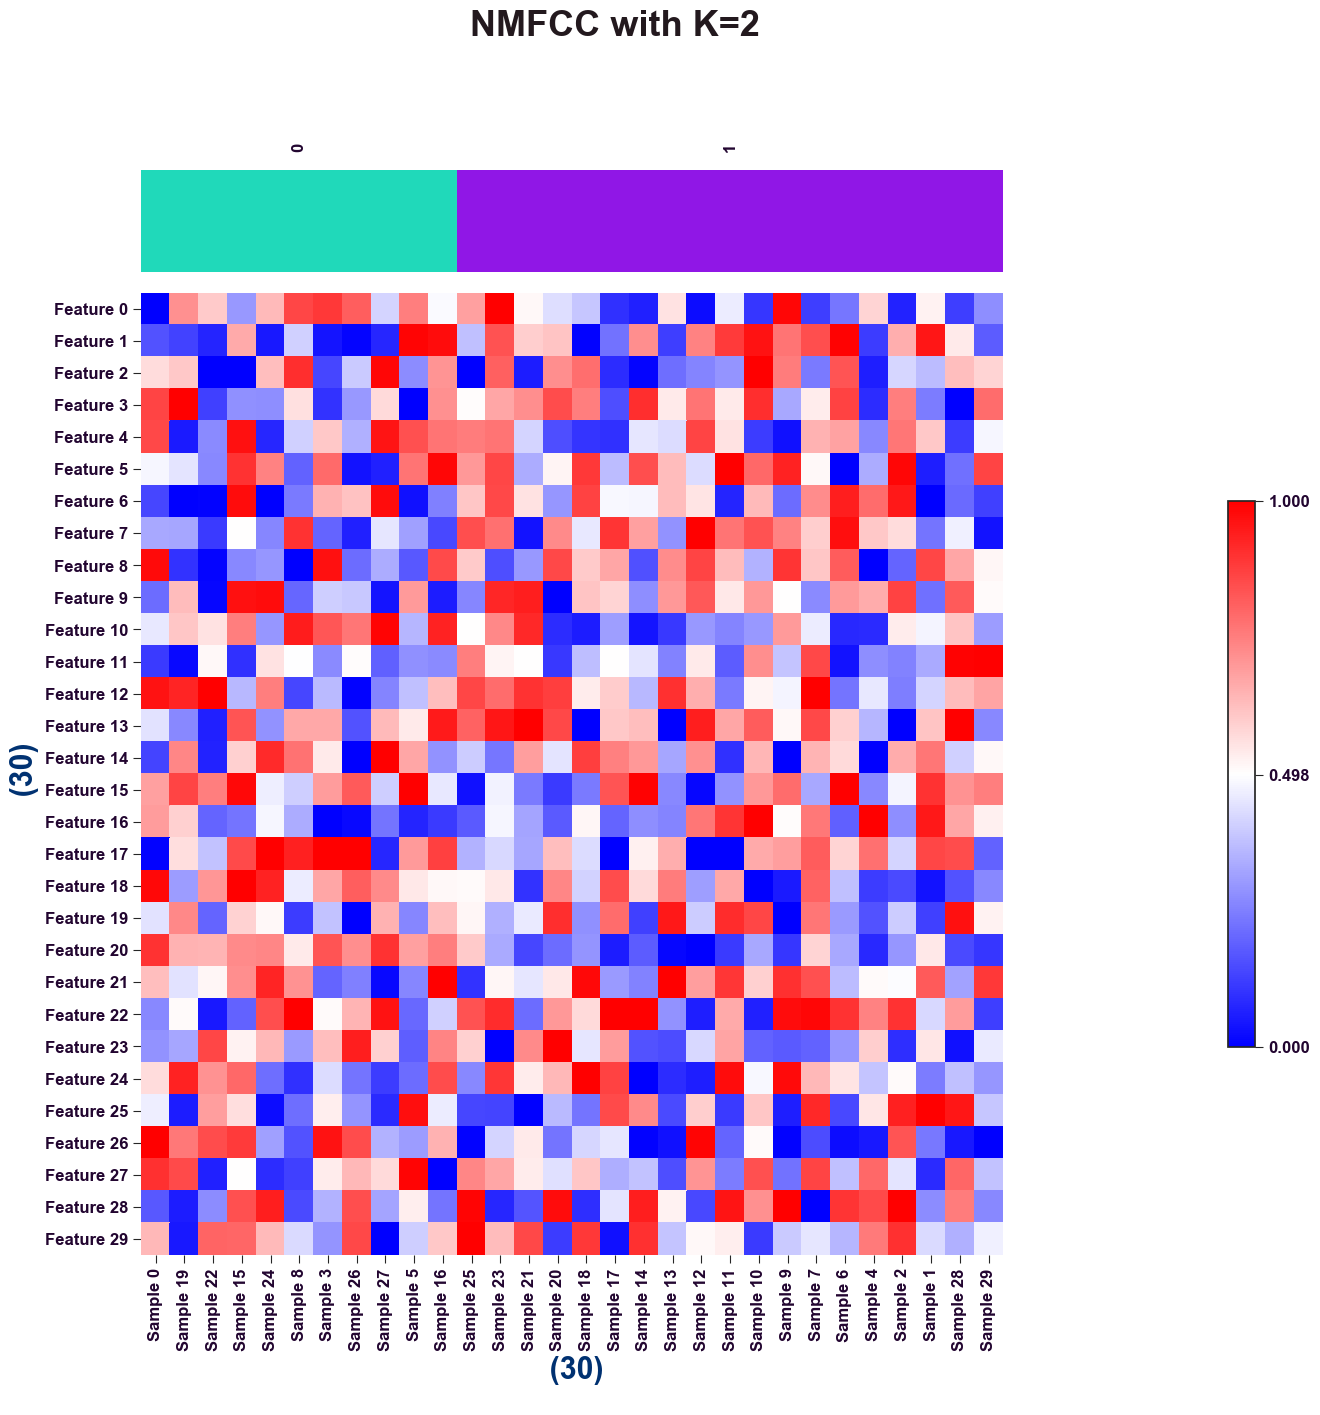 NMFCC with K=2
0
1
Feature 0
Feature 1
Feature 2
Feature 3
Feature 4
Feature 5
Feature 6
Feature 7
Feature 8
Feature 9
Feature 10
Feature 11
Feature 12
Feature 13
Feature 14
Feature 15
Feature 16
Feature 17
Feature 18
Feature 19
Feature 20
Feature 21
Feature 22
Feature 23
Feature 24
Feature 25
Feature 26
Feature 27
Feature 28
Feature 29
(30)
Sample 0
Sample 19
Sample 22
Sample 15
Sample 24
Sample 8
Sample 3
Sample 26
Sample 27
Sample 5
Sample 16
Sample 25
Sample 23
Sample 21
Sample 20
Sample 18
Sample 17
Sample 14
Sample 13
Sample 12
Sample 11
Sample 10
Sample 9
Sample 7
Sample 6
Sample 4
Sample 2
Sample 1
Sample 28
Sample 29
(30)
1.000
0.498
0.000